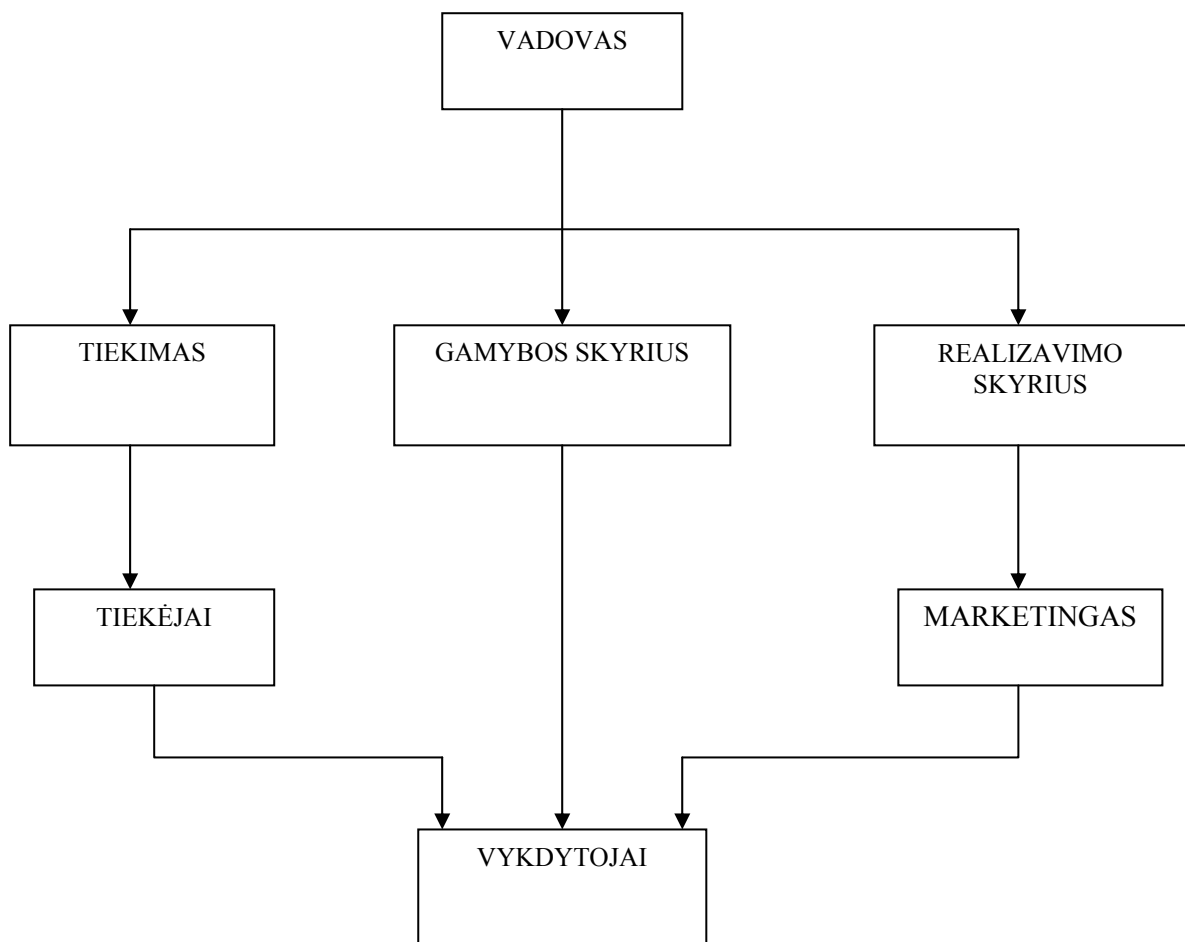 VADOVAS
TIEKIMAS
GAMYBOS SKYRIUS
REALIZAVIMO
SKYRIUS
TIEKĖJAI
MARKETINGAS
VYKDYTOJAI